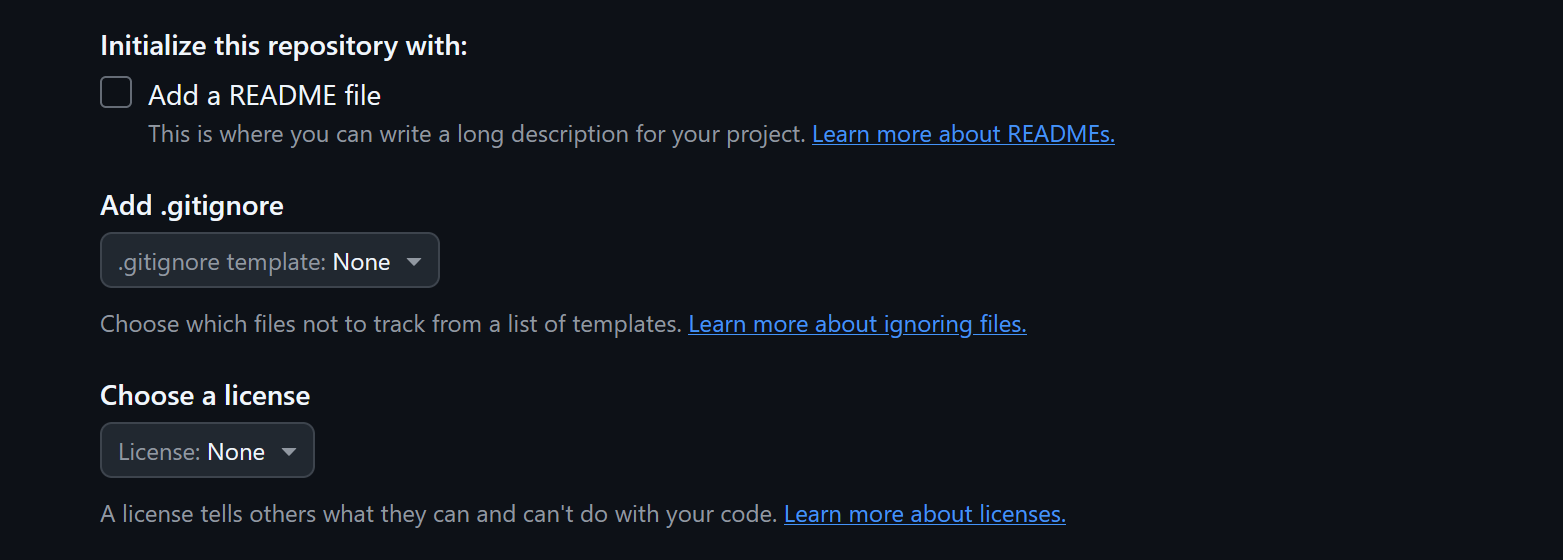 Initialize this repository with:
Add a README file
This is where you can write a long description for your project. Learn more about READMEs.
Add .gitignore
.gitignore template: None
Choose which files not to track from a list of templates. Learn more about ignoring files.
Choose a license
License: None
A license tells others what they can and can't do with your code. Learn more about licenses.